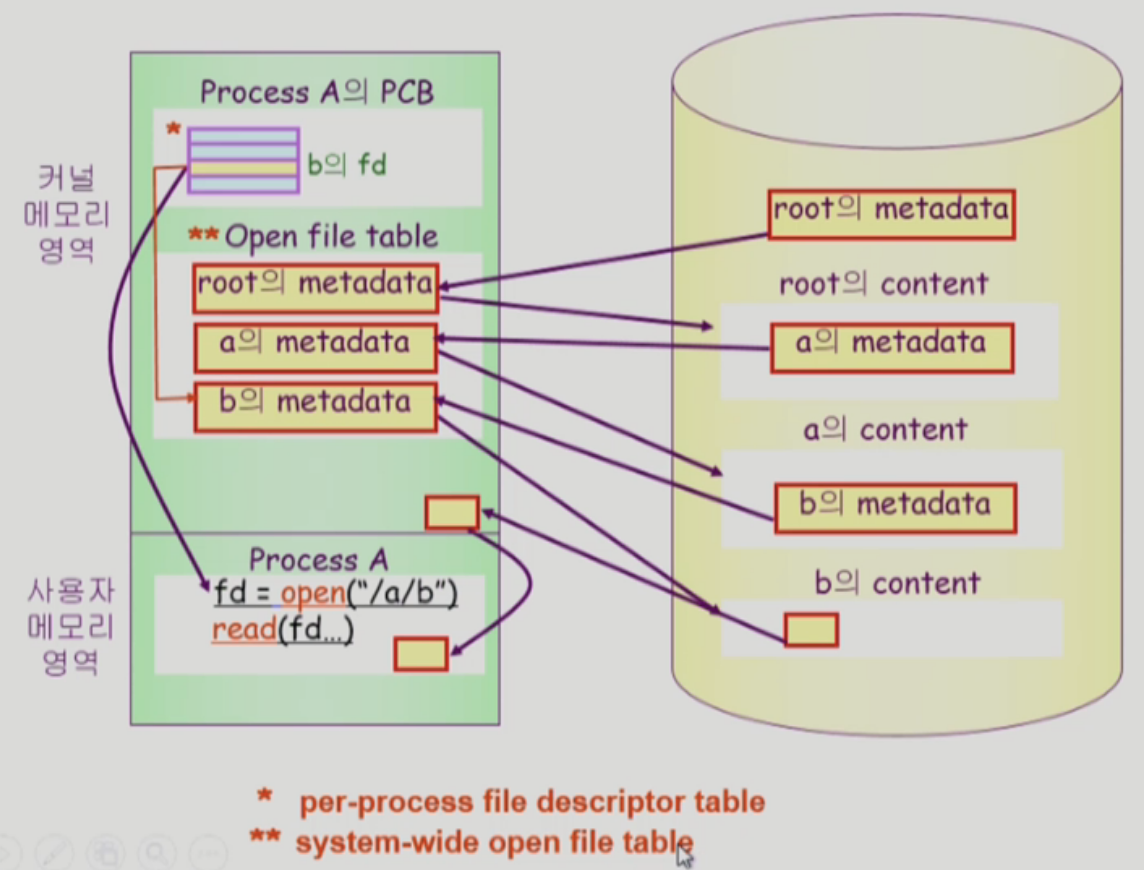 Process A의 PCB
*
b의 fd
커널
메모리
영역
** Open file table
root의 metadata
a의 metadata
b의 metadata
Process A
fd = open("/a/b")
read(fd...)
사용자
메모리
영역
root의 metadata
root의 content
a의 metadata
a의 content
b의 metadata
b의 content
* per-process file descriptor table
** system-wide open file table